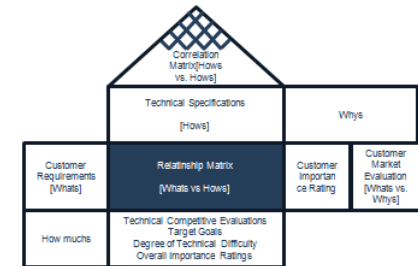 Correlation
Matrix[Hows
vs. Hows]
Technical Specifications
[Hows]
Whys
Customer
Requirements
[Whats]
Relatinship Matrix
[Whats vs Hows]
Customer
Importan
ce Rating
Customer
Market
Evaluation
[Whats vs.
Whys]
How muchs
Technical Competitive Evaluations
Target Goals
Degree of Technical Difficulty
Overall Importance Ratings